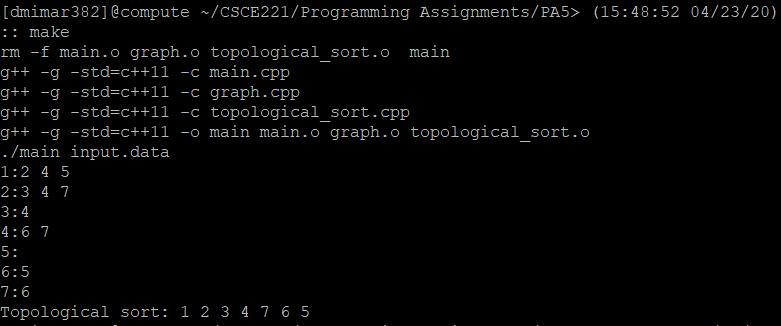 [dmimar382]@compute ~/CSCE221/Programming Assignments/PA5> (15:48:52 04/23/20)
:: make
rm -f main.o graph.o topological_sort.o  main
g++ -g -std=c++11 -c main.cpp
g++ -g -std=c++11 -c graph.cpp
g++ -g -std=c++11 -c topological_sort.cpp
g++ -g -std=c++11 -o main main.o graph.o topological_sort.o
./main input.data
1:2 4 5
2:3 4 7
3:4
4:6 7
5:
6:5
7:6
Topological sort: 1 2 3 4 7 6 5